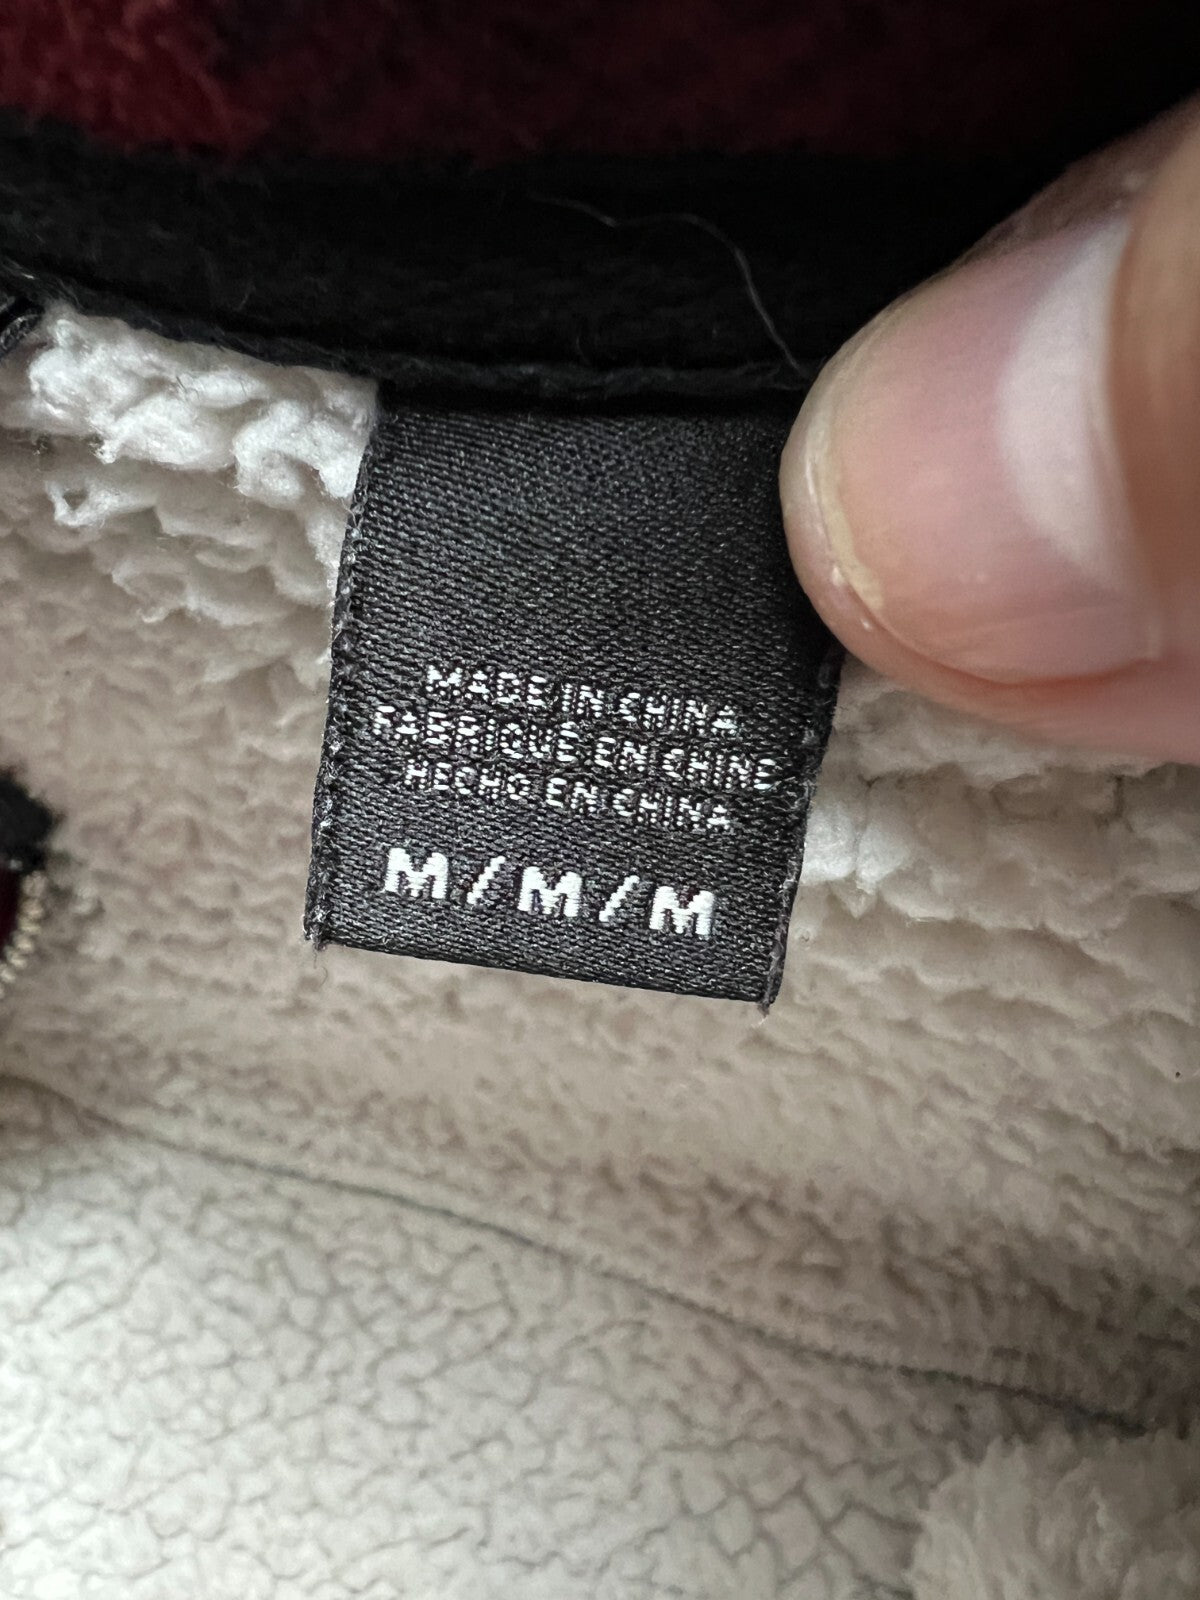 MADE IN CHINA
FABRIQUÉ EN CHINE
HECHO EN CHINA
M/M/M